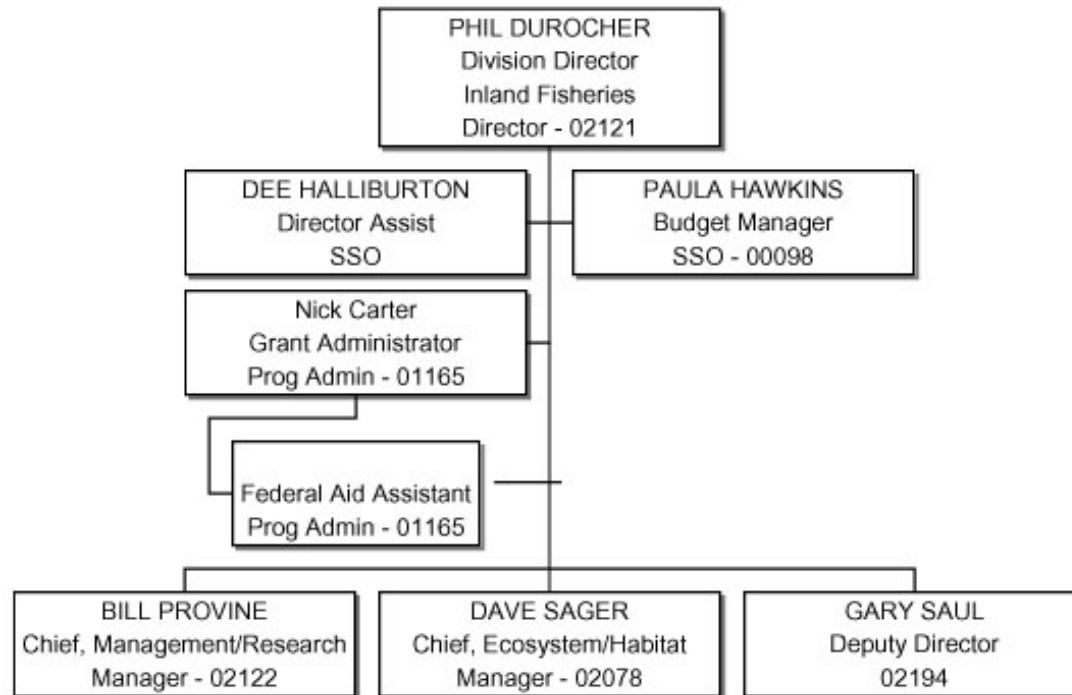 PHIL DUROCHER
Division Director
Inland Fisheries
Director - 02121
DEE HALLIBURTON
Director Assist
SSO
PAULA HAWKINS
Budget Manager
SSO - 00098
Nick Carter
Grant Administrator
Prog Admin - 01165
Federal Aid Assistant
Prog Admin - 01165
BILL PROVINE
Chief, Management/Research
Manager - 02122
DAVE SAGER
Chief, Ecosystem/Habitat
Manager - 02078
GARY SAUL
Deputy Director
02194